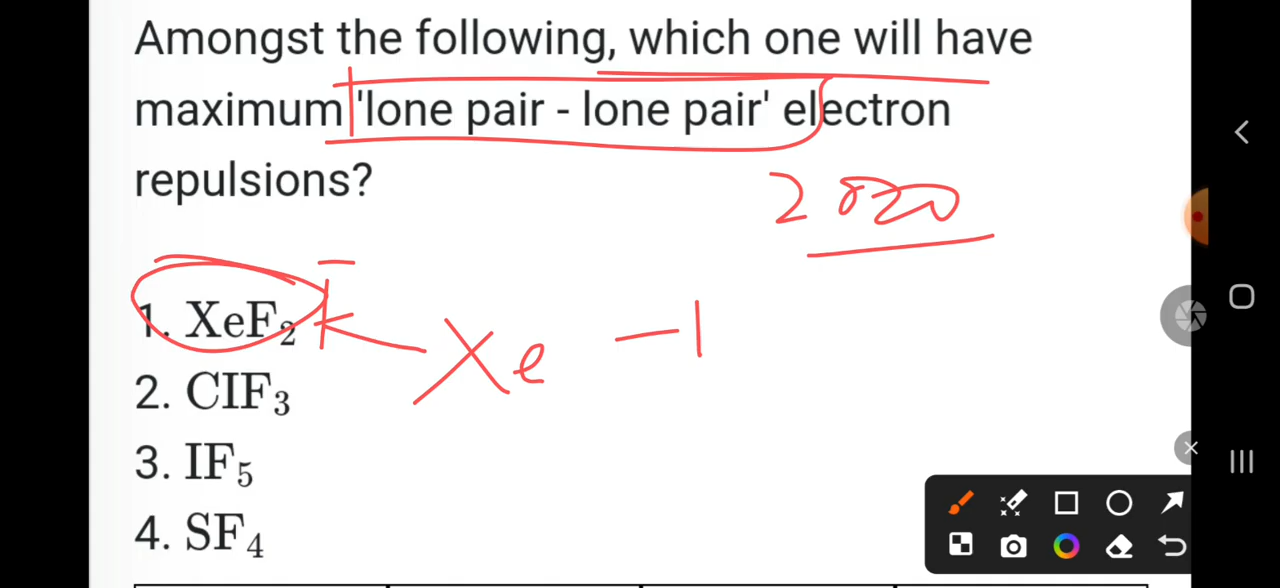 Amongst the following, which one will have
maximum 'lone pair - lone pair' electron
repulsions?
2020
1. XeF₂
F — Xe —
2. ClF₃
3. IF₅
4. SF₄